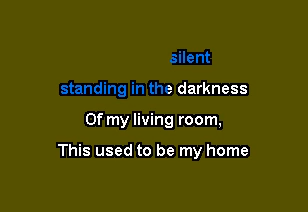 silent
standing in the darkness
Of my living room,
This used to be my home